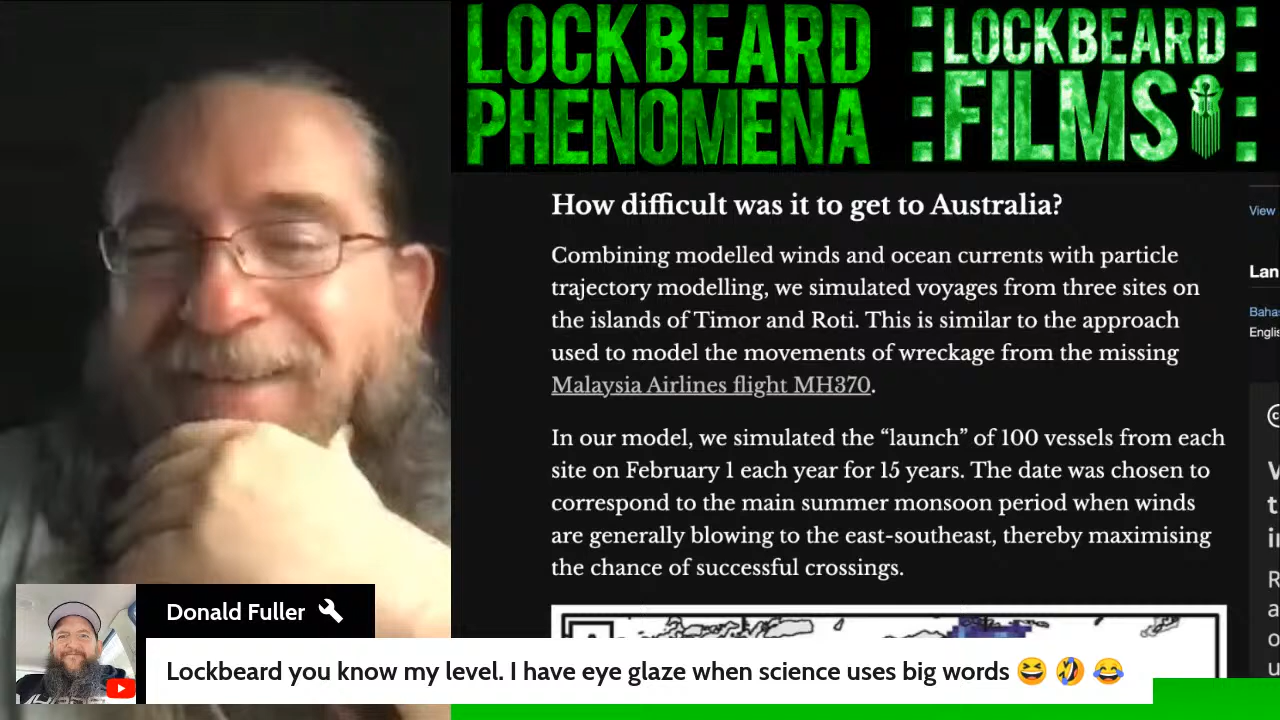 LOCKBEARD
PHENOMENA
LOCKBEARD
FILMS
How difficult was it to get to Australia?
Combining modelled winds and ocean currents with particle
trajectory modelling, we simulated voyages from three sites on
the islands of Timor and Roti. This is similar to the approach
used to model the movements of wreckage from the missing
Malaysia Airlines flight MH370.
In our model, we simulated the “launch” of 100 vessels from each
site on February 1 each year for 15 years. The date was chosen to
correspond to the main summer monsoon period when winds
are generally blowing to the east-southeast, thereby maximising
the chance of successful crossings.
View
Donald Fuller
Lockbeard you know my level. I have eye glaze when science uses big words 😆 🤣 😂